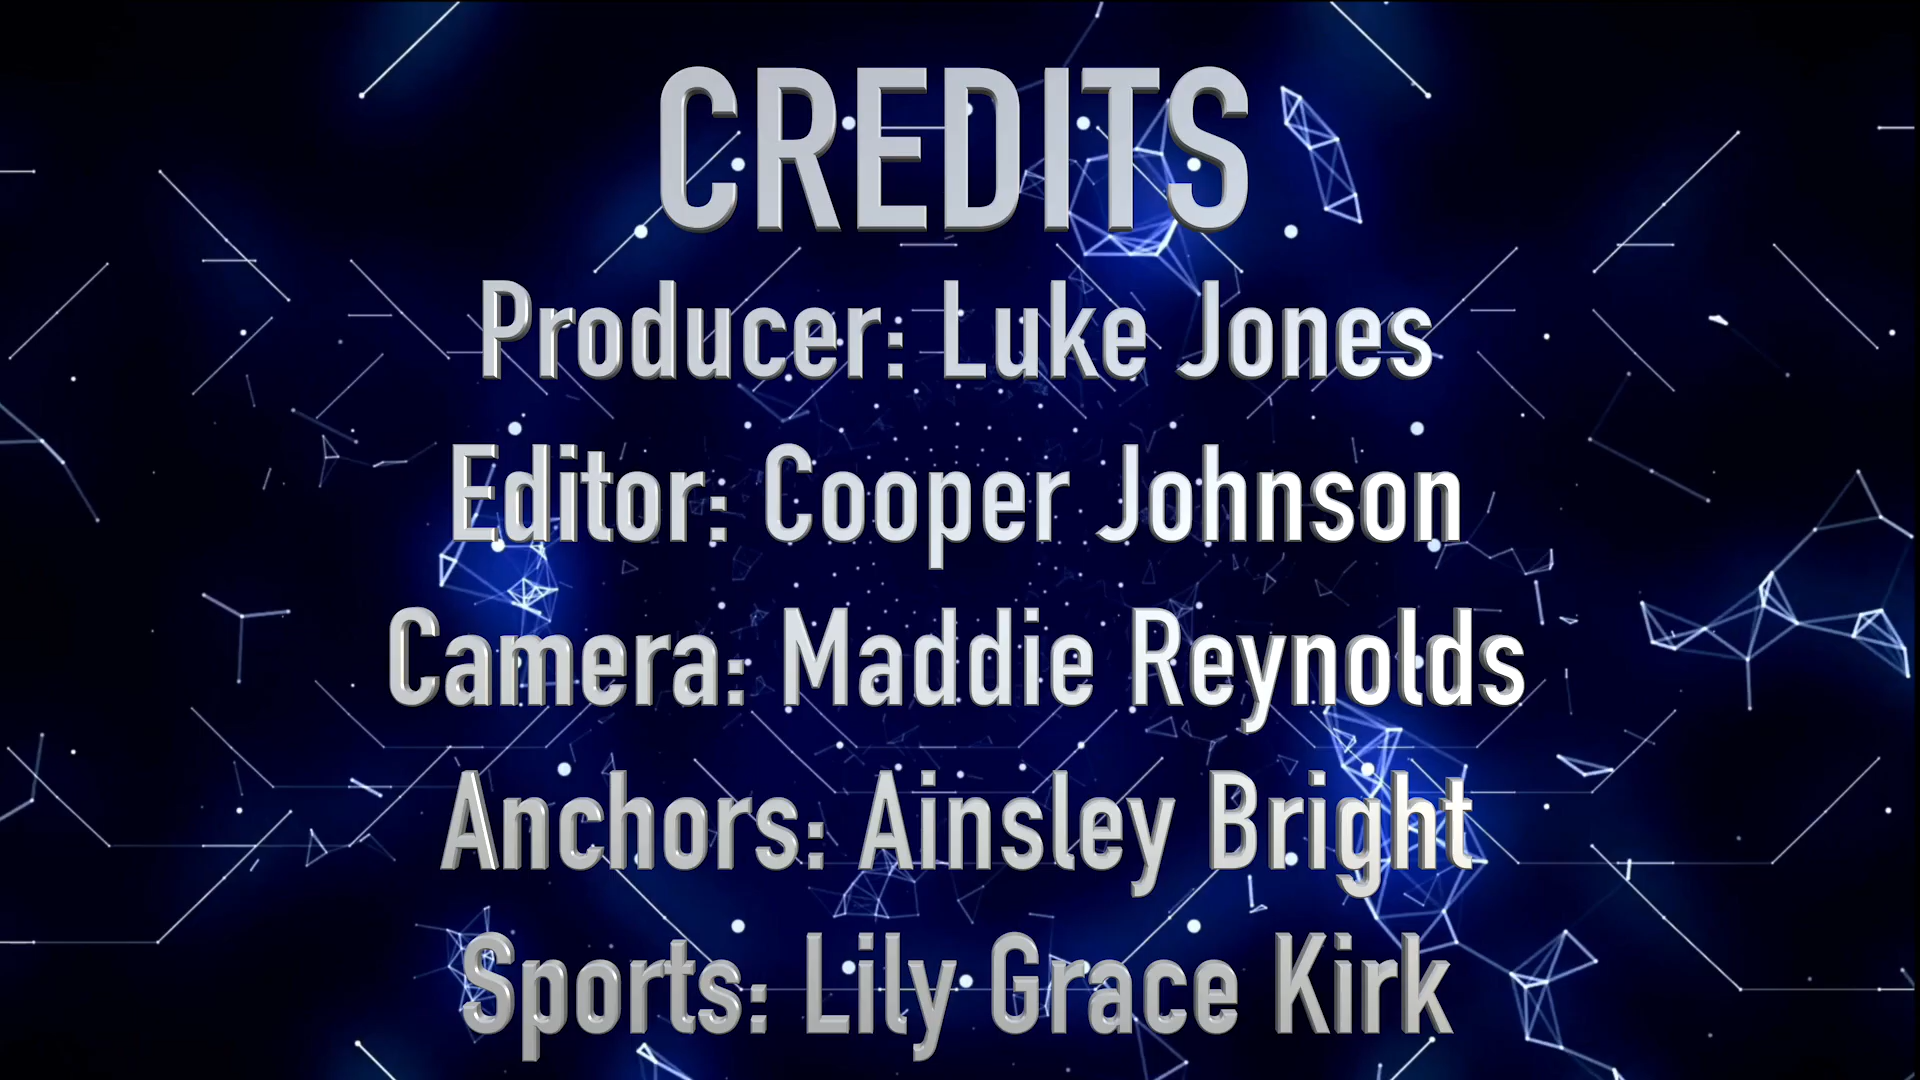 CREDITS
Producer: Luke Jones
Editor: Cooper Johnson
Camera: Maddie Reynolds
Anchors: Ainsley Bright
Sports: Lily Grace Kirk